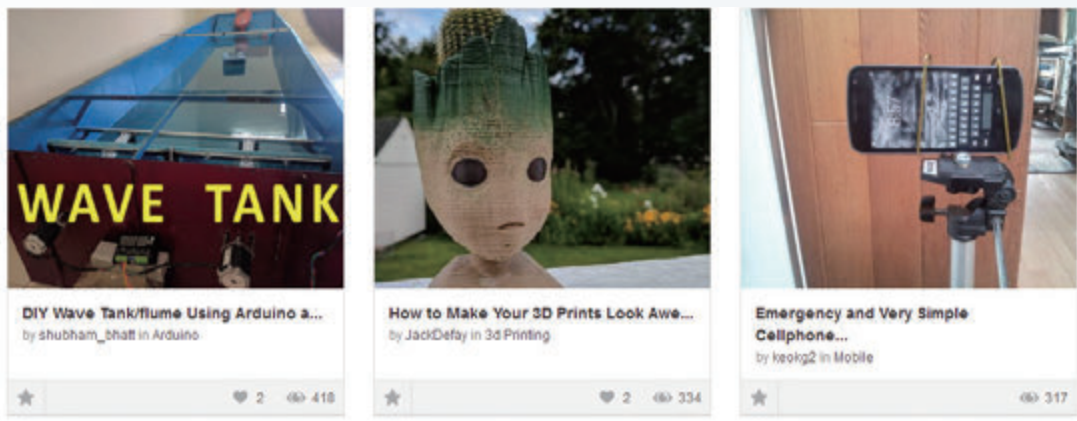 WAVE TANK
DIY Wave Tank/flume Using Arduino a...
by shubham_bhatt in Arduino
2 418
How to Make Your 3D Prints Look Awe...
by JackDefay in 3d Printing
2 334
Emergency and Very Simple
Cellphone...
by keokg2 in Mobile
317